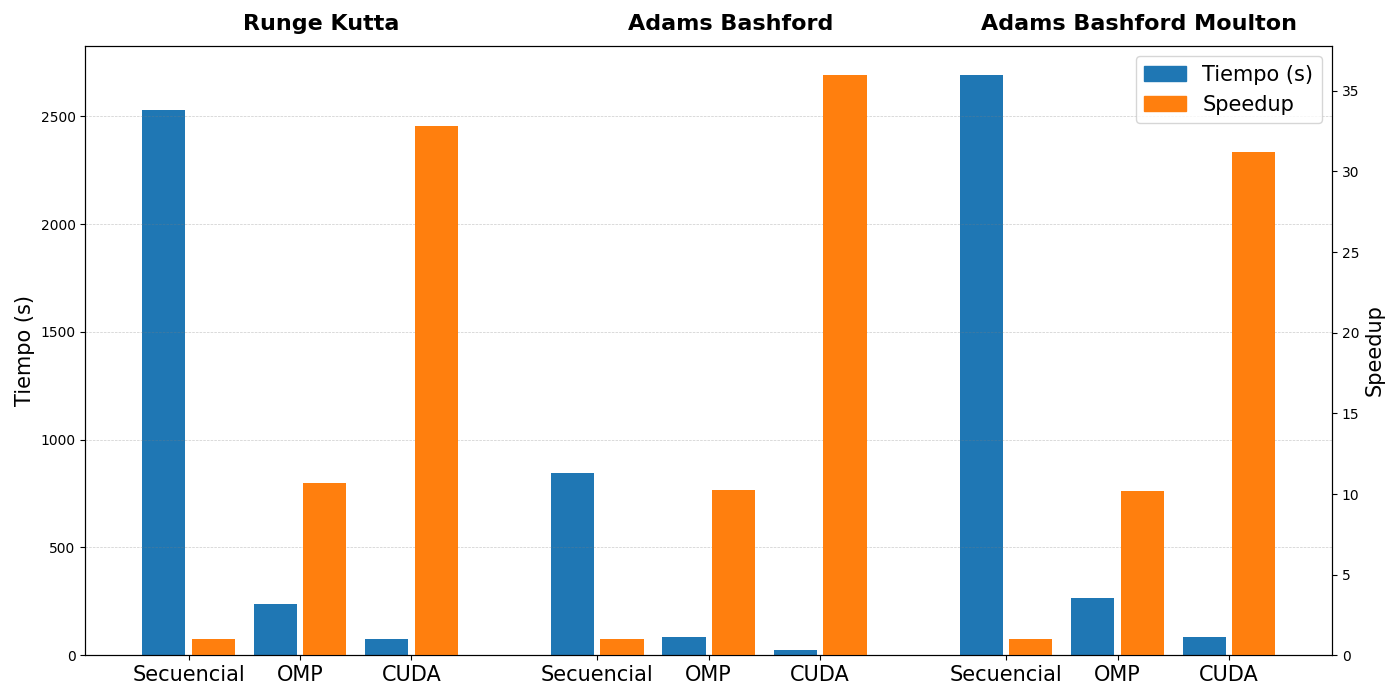 Runge Kutta
Adams Bashford
Adams Bashford Moulton
Tiempo (s)
Speedup
2500
2000
1500
1000
500
0
Tiempo (s)
35
30
25
20
15
10
5
0
Speedup
Secuencial OMP CUDA
Secuencial OMP CUDA
Secuencial OMP CUDA